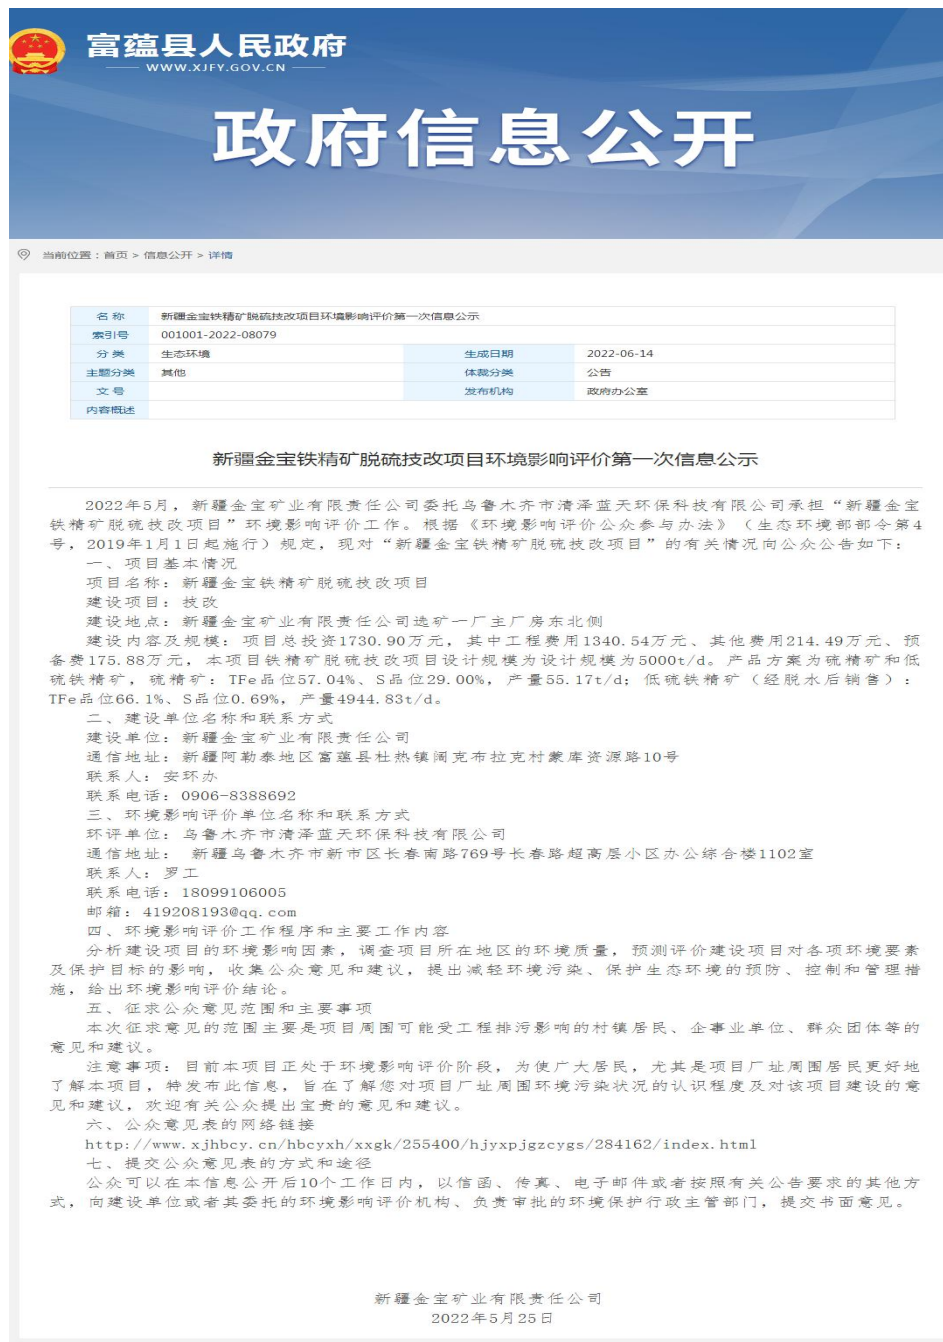 富蕴县人民政府
WWW.XJFY.GOV.CN
政府信息公开
当前位置：首页 > 信息公开 > 详情
名 称 新疆金宝铁精矿脱硫技改项目环境影响评价第一次信息公示
索引号 001001-2022-08079
分 类 生态环境 生成日期 2022-06-14
主题分类 其他 体裁分类 公告
文 号 发布机构 政府办公室
内容概述
新疆金宝铁精矿脱硫技改项目环境影响评价第一次信息公示
2022年5月，新疆金宝矿业有限责任公司委托乌鲁木齐市清泽蓝天环保科技有限公司承担“新疆金宝
铁精矿脱硫技改项目”环境影响评价工作。根据《环境影响评价公众参与办法》（生态环境部部令第4
号，2019年1月1日起施行）规定，现对“新疆金宝铁精矿脱硫技改项目”的有关情况向公众公告如下：
一、项目基本情况
项目名称：新疆金宝铁精矿脱硫技改项目
建设项目：技改
建设地点：新疆金宝矿业有限责任公司选矿一厂主厂房东北侧
建设内容及规模：项目总投资1730.90万元，其中工程费用1340.54万元、其他费用214.49万元、预
备费175.88万元，本项目铁精矿脱硫技改项目设计规模为设计规模为5000t/d。产品方案为硫精矿和低
硫铁精矿，硫精矿：TFe品位57.04%、S品位29.00%，产量55.17t/d；低硫铁精矿（经脱水后销售）：
TFe品位66.1%、S品位0.69%，产量4944.83t/d。
二、建设单位名称和联系方式
建设单位：新疆金宝矿业有限责任公司
通信地址：新疆阿勒泰地区富蕴县杜热镇阔克布拉克村蒙库资源路10号
联系人：安环办
联系电话：0906-8388692
三、环境影响评价单位名称和联系方式
环评单位：乌鲁木齐市清泽蓝天环保科技有限公司
通信地址： 新疆乌鲁木齐市新市区长春南路769号长春路超高层小区办公综合楼1102室
联系人：罗工
联系电话：18099106005
邮箱：419208193@qq.com
四、环境影响评价工作程序和主要工作内容
分析建设项目的环境影响因素，调查项目所在地区的环境质量，预测评价建设项目对各项环境要素
及保护目标的影响，收集公众意见和建议，提出减轻环境污染、保护生态环境的预防、控制和管理措
施，给出环境影响评价结论。
五、征求公众意见范围和主要事项
本次征求意见的范围主要是项目周围可能受工程排污影响的村镇居民、企事业单位、群众团体等的
意见和建议。
注意事项：目前本项目正处于环境影响评价阶段，为使广大居民，尤其是项目厂址周围居民更好地
了解本项目，特发布此信息，旨在了解您对项目厂址周围环境污染状况的认识程度及对该项目建设的意
见和建议，欢迎有关公众提出宝贵的意见和建议。
六、公众意见表的网络链接
http://www.xjhbcy.cn/hbcyxh/xxgk/255400/hjyxpjgzcygs/284162/index.html
七、提交公众意见表的方式和途径
公众可以在本信息公开后10个工作日内，以信函、传真、电子邮件或者按照有关公告要求的其他方
式，向建设单位或者其委托的环境影响评价机构、负责审批的环境保护行政主管部门，提交书面意见。
新疆金宝矿业有限责任公司
2022年5月25日